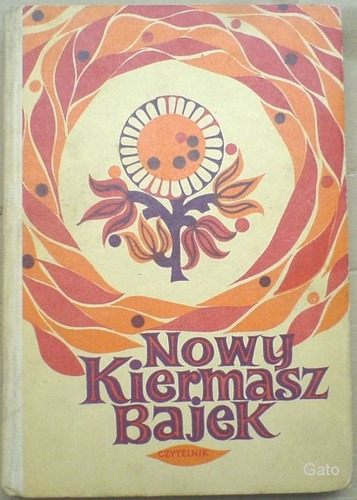 Nowy
Kiermasz
Bajek
CZYTELNIK
Gato